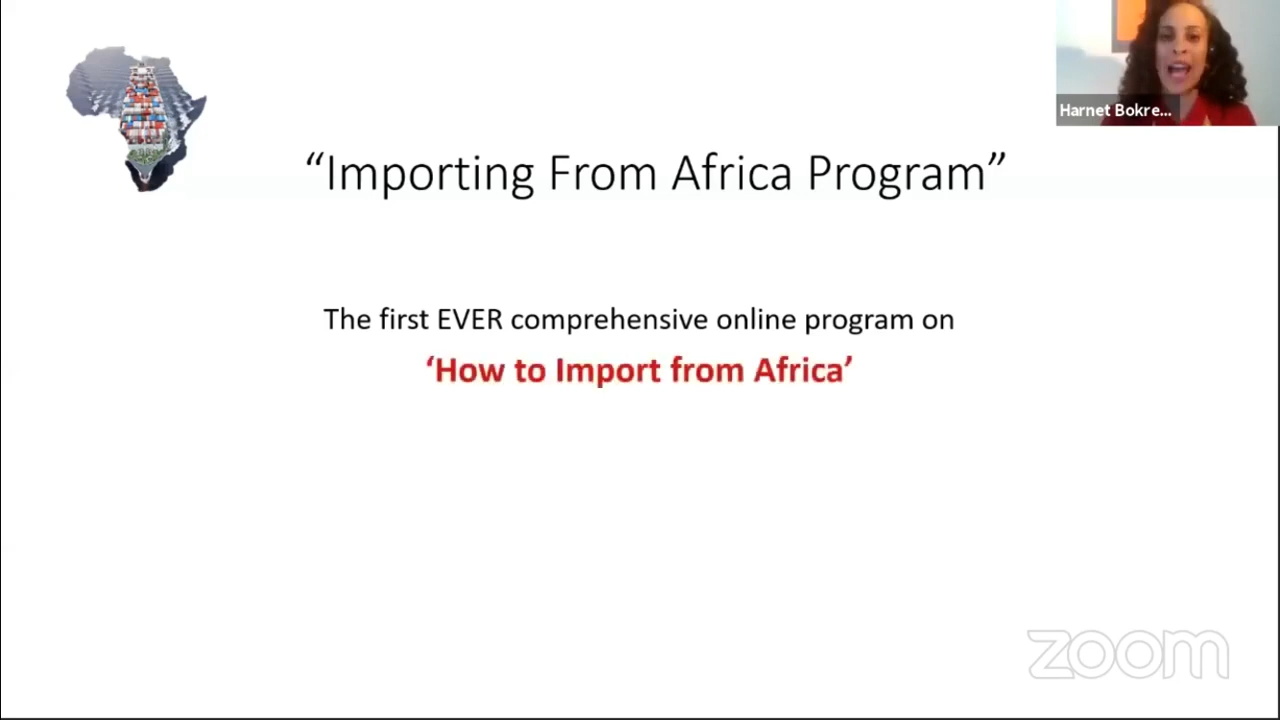 Harnet Bokre...
“Importing From Africa Program”
The first EVER comprehensive online program on
‘How to Import from Africa’
zoom